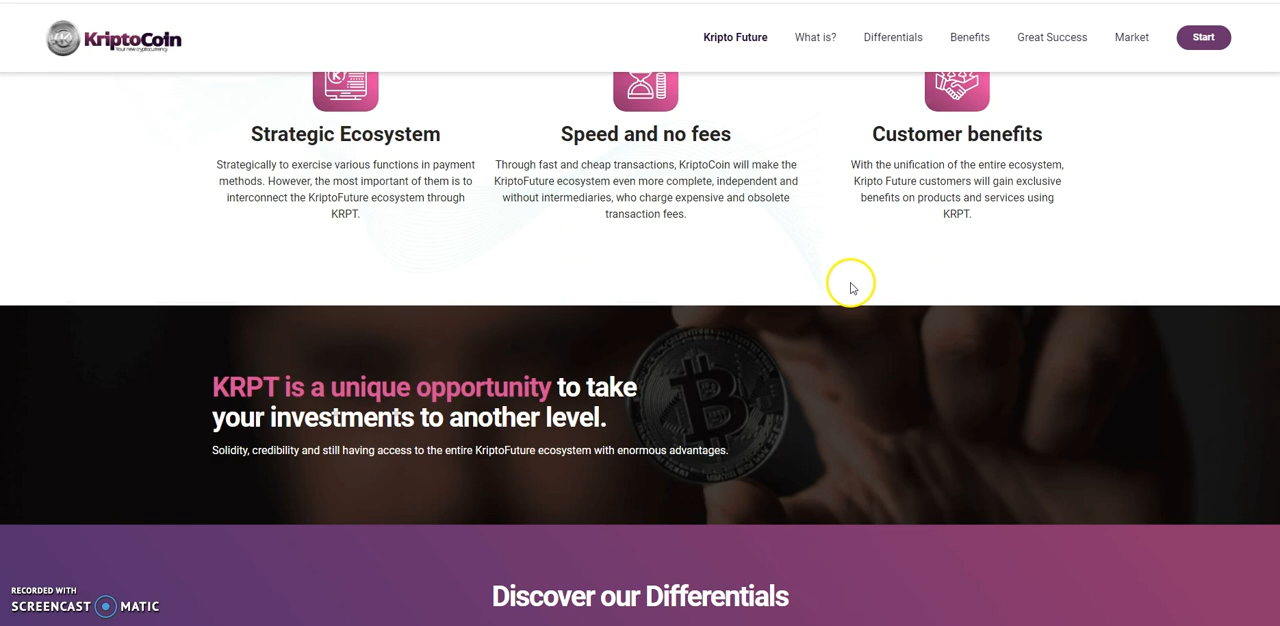 KriptoCoin
Your new cryptocurrency
Kripto Future
What is?
Differentials
Benefits
Great Success
Market
Start
Strategic Ecosystem
Strategically to exercise various functions in payment
methods. However, the most important of them is to
interconnect the KriptoFuture ecosystem through
KRPT.
Speed and no fees
Through fast and cheap transactions, KriptoCoin will make the
KriptoFuture ecosystem even more complete, independent and
without intermediaries, who charge expensive and obsolete
transaction fees.
Customer benefits
With the unification of the entire ecosystem,
Kripto Future customers will gain exclusive
benefits on products and services using
KRPT.
KRPT is a unique opportunity to take
your investments to another level.
Solidity, credibility and still having access to the entire KriptoFuture ecosystem with enormous advantages.
Discover our Differentials
RECORDED WITH
SCREENCAST MATIC